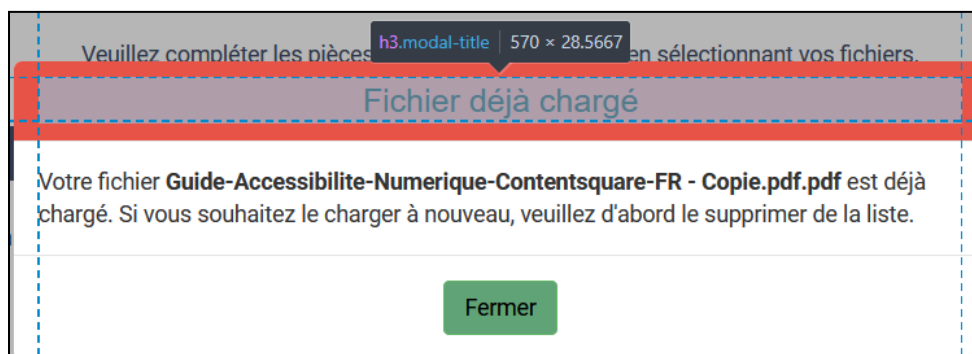 h3.modal-title 570 × 28.5667
Veuillez compléter les pièces en sélectionnant vos fichiers.
Fichier déjà chargé
Votre fichier Guide-Accessibilite-Numerique-Contentsquare-FR - Copie.pdf.pdf est déjà
chargé. Si vous souhaitez le charger à nouveau, veuillez d'abord le supprimer de la liste.
Fermer